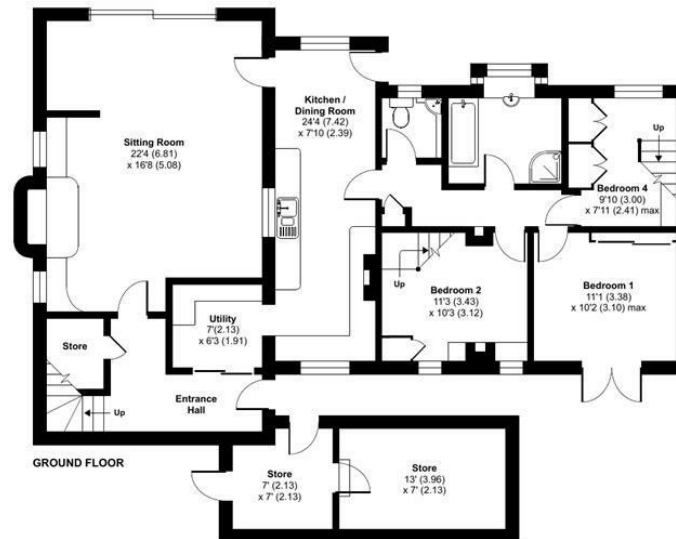 Kitchen /
Dining Room
24'4 (7.42)
x 7'10 (2.39)
Sitting Room
22'4 (6.81)
x 16'8 (5.08)
Up
Bedroom 4
9'10 (3.00)
x 7'11 (2.41) max
Bedroom 2
11'3 (3.43)
x 10'3 (3.12)
Up
Bedroom 1
11'1 (3.38)
x 10'2 (3.10) max
Utility
7'(2.13)
x 6'3 (1.91)
Store
Up
Entrance
Hall
GROUND FLOOR
Store
7' (2.13)
x 7' (2.13)
Store
13' (3.96)
x 7' (2.13)